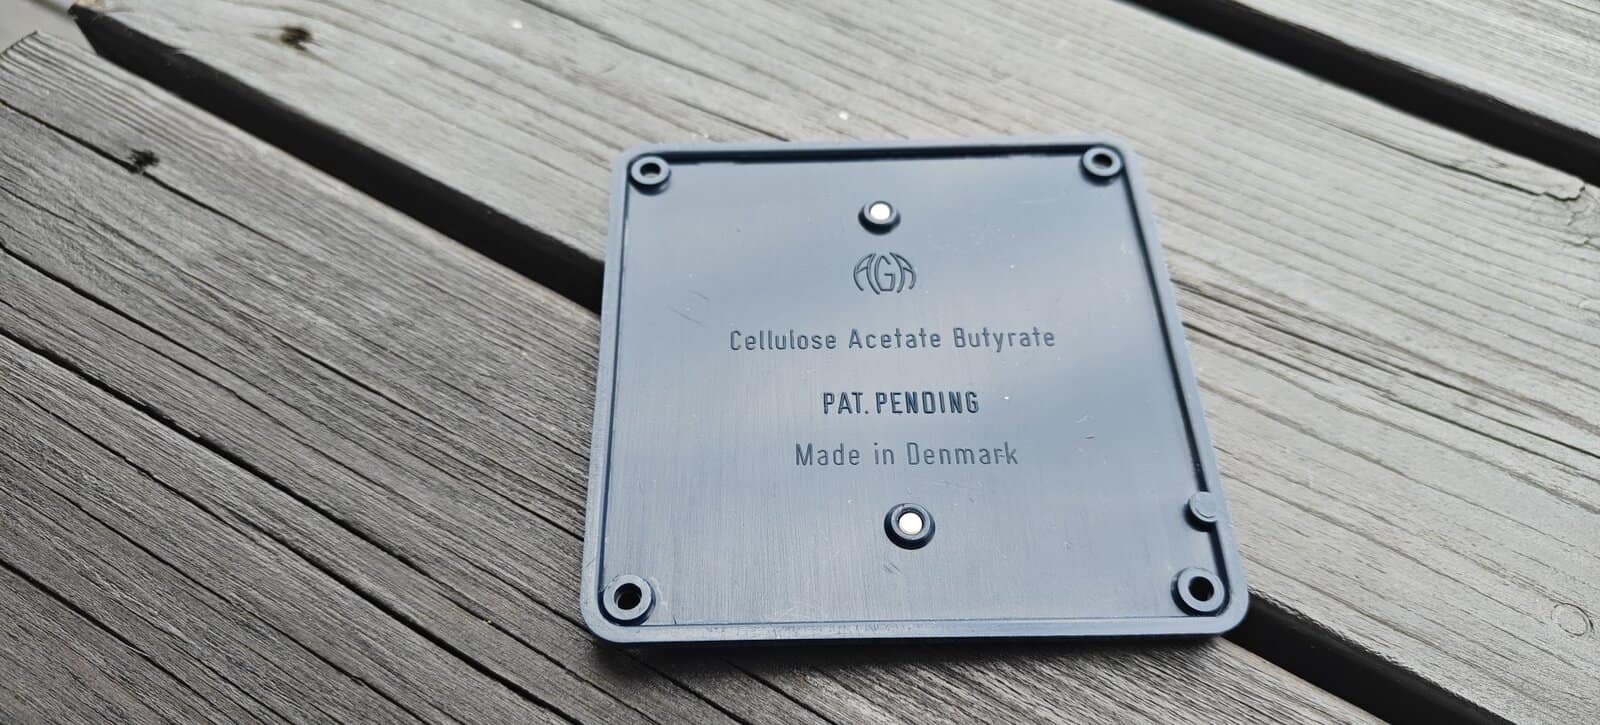 AGA
Cellulose Acetate Butyrate
PAT. PENDING
Made in Denmark